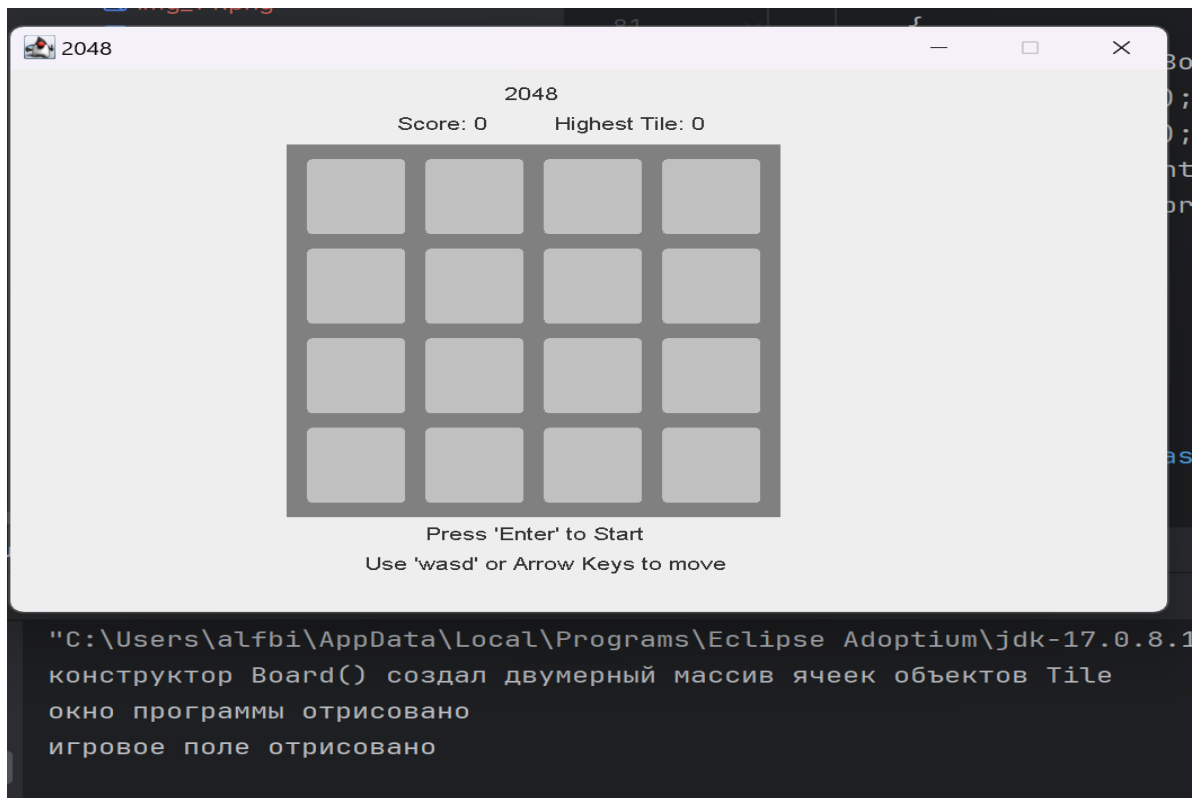 81
{
2048
2048
Score: 0 Highest Tile: 0
Press 'Enter' to Start
Use 'wasd' or Arrow Keys to move
"C:\Users\alfbi\AppData\Local\Programs\Eclipse Adoptium\jdk-17.0.8.1
конструктор Board() создал двумерный массив ячеек объектов Tile
окно программы отрисовано
игровое поле отрисовано